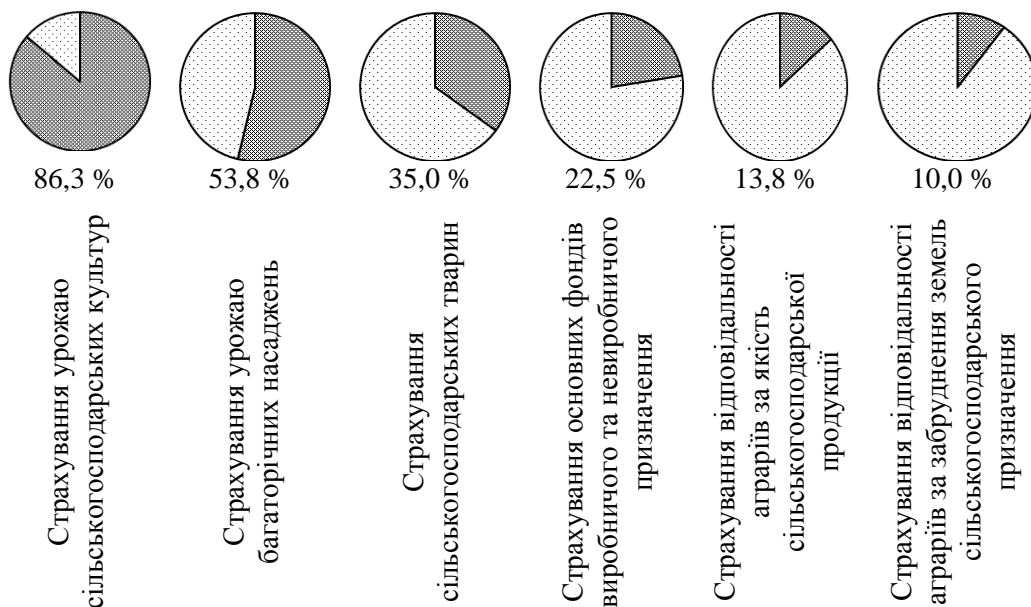 86,3 %
53,8 %
35,0 %
22,5 %
13,8 %
10,0 %
Страхування урожаю
сільськогосподарських культур
Страхування урожаю
багаторічних насаджень
Страхування
сільськогосподарських тварин
Страхування основних фондів
виробничого та невиробничого
призначення
Страхування відповідальності
аграріїв за якість
сільськогосподарської
продукції
Страхування відповідальності
аграріїв за забруднення земель
сільськогосподарського
призначення